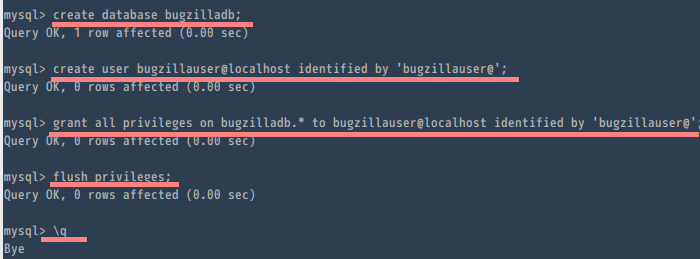 mysql> create database bugzilladb;
Query OK, 1 row affected (0.00 sec)
mysql> create user bugzillauser@localhost identified by 'bugzillauser@';
Query OK, 0 rows affected (0.00 sec)
mysql> grant all privileges on bugzilladb.* to bugzillauser@localhost identified by 'bugzillauser@';
Query OK, 0 rows affected (0.00 sec)
mysql> flush privileges;
Query OK, 0 rows affected (0.00 sec)
mysql> \q
Bye